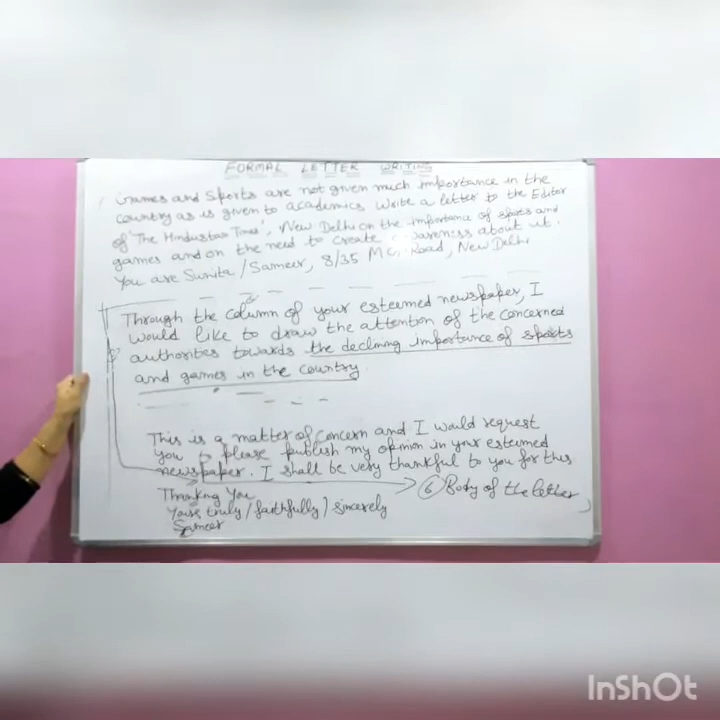 FORMAL LETTER WRITING
Games and Sports are not given much importance in the
country as is given to academics. Write a letter to the Editor
of 'The Hindustan Times, New Delhi on the importance of sports and
games and on the need to create awareness about it.
You are Sunita / Sameer, 8/35 M.G. Road, New Delhi
Through the column of your esteemed newspaper, I
would like to draw the attention of the concerned
authorities towards the declining importance of sports
and games in the country
This is a matter of concern and I would request
you to please publish my opinion in your esteemed
newspaper. I shall be very thankful to you for this
Thanking You
6 Body of the letter
Yours truly / faithfully / sincerely
Sameer
InShOt